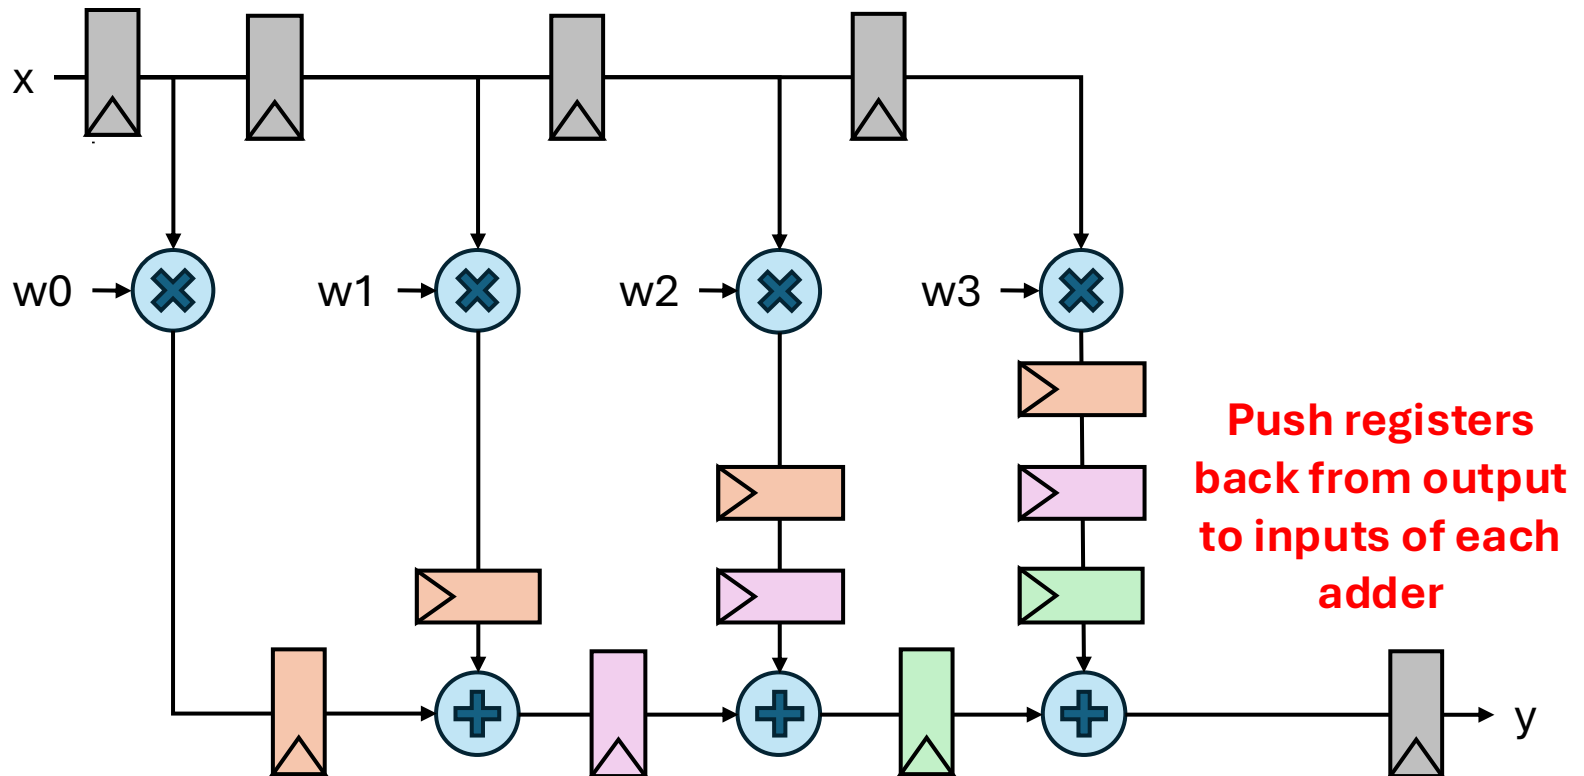 x
w0
w1
w2
w3
Push registers
back from output
to inputs of each
adder
y